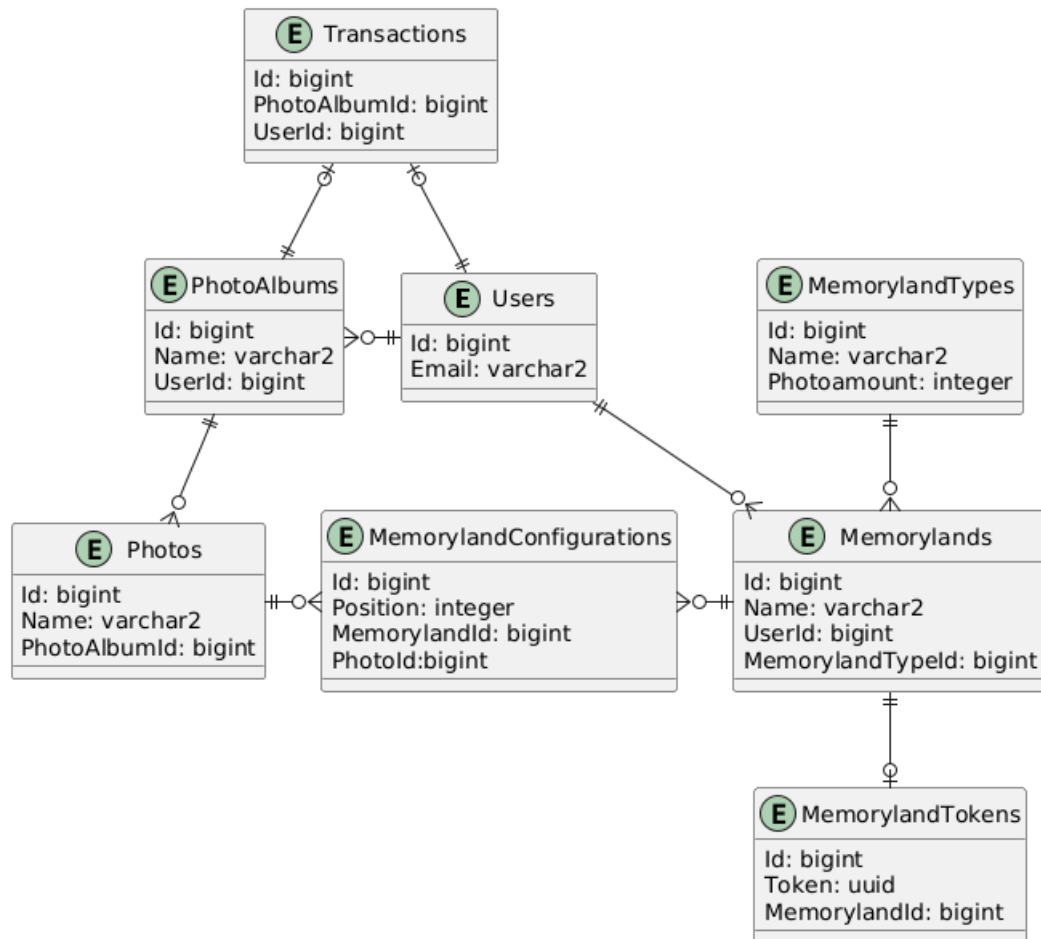 E Transactions
Id: bigint
PhotoAlbumId: bigint
UserId: bigint
E PhotoAlbums
Id: bigint
Name: varchar2
UserId: bigint
E Users
Id: bigint
Email: varchar2
E MemorylandTypes
Id: bigint
Name: varchar2
Photoamount: integer
E Photos
Id: bigint
Name: varchar2
PhotoAlbumId: bigint
E MemorylandConfigurations
Id: bigint
Position: integer
MemorylandId: bigint
PhotoId:bigint
E Memorylands
Id: bigint
Name: varchar2
UserId: bigint
MemorylandTypeId: bigint
E MemorylandTokens
Id: bigint
Token: uuid
MemorylandId: bigint